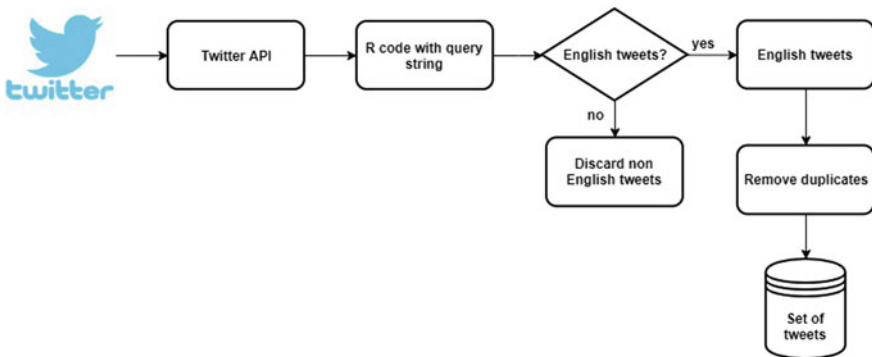 twitter
Twitter API
R code with query
string
English tweets?
yes
English tweets
no
Discard non
English tweets
Remove duplicates
Set of
tweets